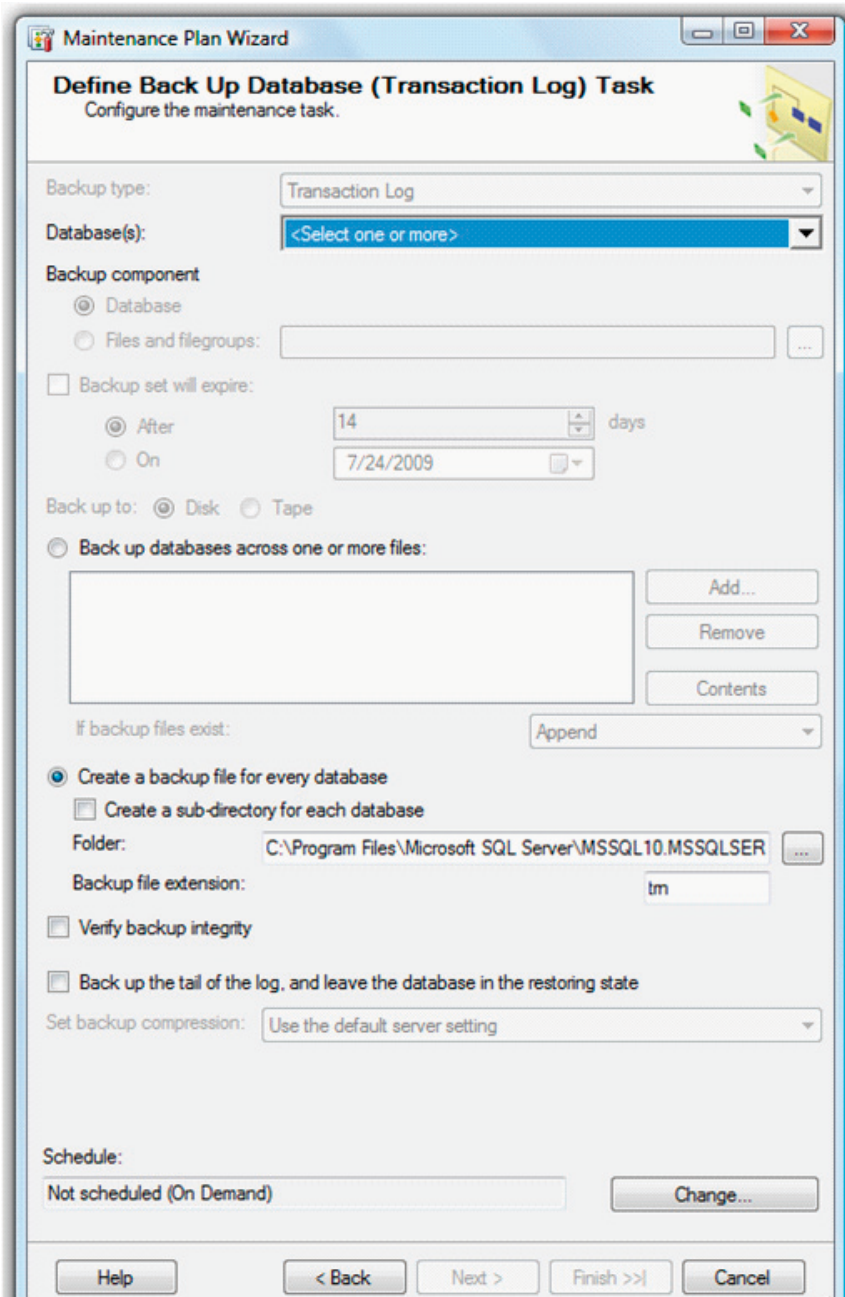 Maintenance Plan Wizard
Define Back Up Database (Transaction Log) Task
Configure the maintenance task.
Backup type: Transaction Log
Database(s): <Select one or more>
Backup component
Database
Files and filegroups: ...
Backup set will expire:
After 14 days
On 7/24/2009
Back up to: Disk Tape
Back up databases across one or more files:
Add...
Remove
Contents
If backup files exist: Append
Create a backup file for every database
Create a sub-directory for each database
Folder: C:\Program Files\Microsoft SQL Server\MSSQL10.MSSQLSER ...
Backup file extension: trn
Verify backup integrity
Back up the tail of the log, and leave the database in the restoring state
Set backup compression: Use the default server setting
Schedule:
Not scheduled (On Demand) Change...
Help < Back Next > Finish >>| Cancel